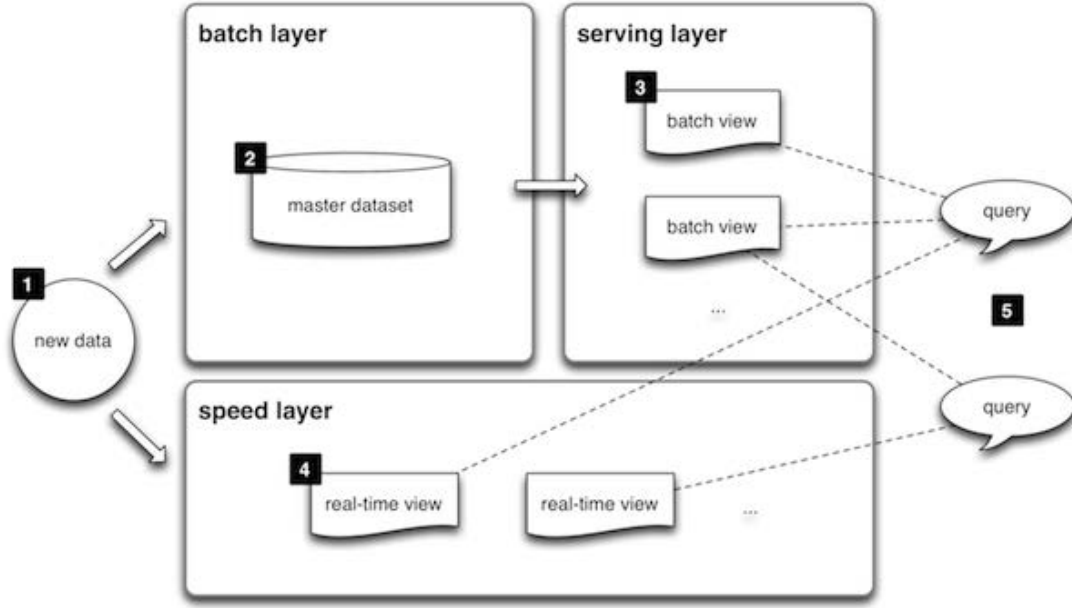 batch layer
serving layer
3
batch view
2
master dataset
batch view
query
1
new data
...
5
speed layer
query
4
real-time view
real-time view
...